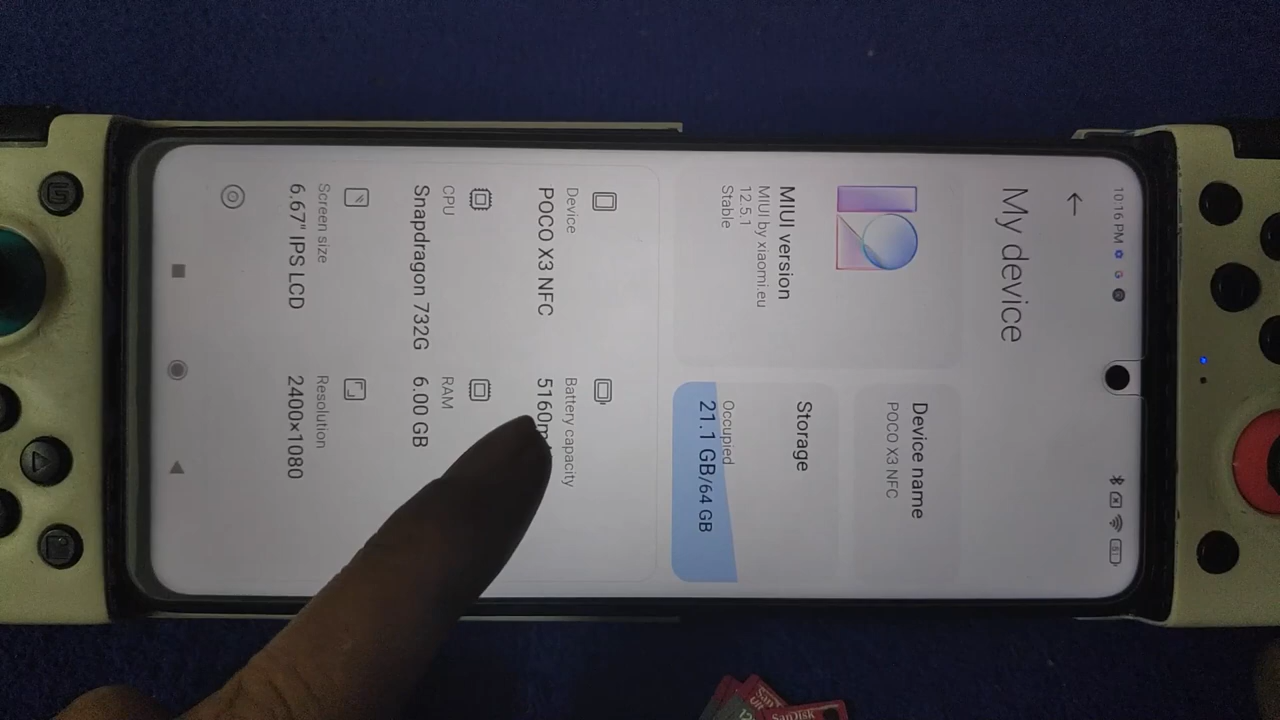 10:16 PM
My device
MIUI version
MIUI by xiaomi.eu
12.5.1
Stable
Device name
POCO X3 NFC
Storage
Occupied
21.1 GB/64 GB
Device
POCO X3 NFC
Battery capacity
5160m
CPU
Snapdragon 732G
RAM
6.00 GB
Screen size
6.67" IPS LCD
Resolution
2400×1080
SanDisk